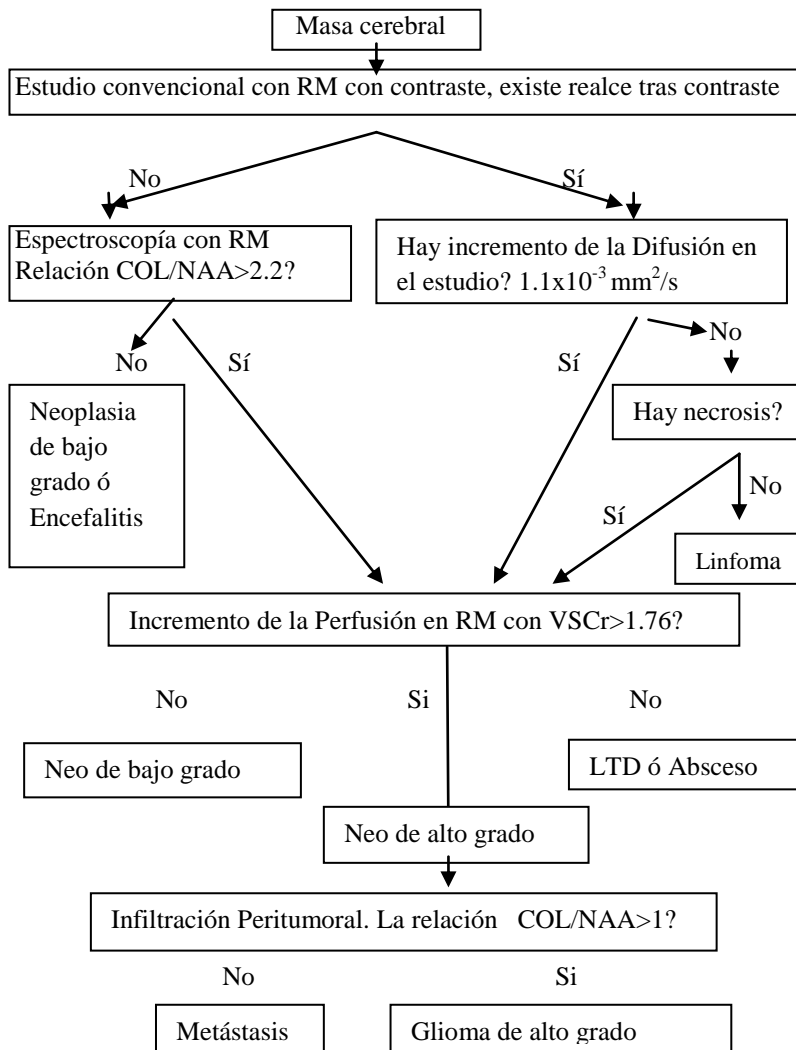 Masa cerebral
Estudio convencional con RM con contraste, existe realce tras contraste
No
Sí
Espectroscopía con RM
Relación COL/NAA>2.2?
Hay incremento de la Difusión en
el estudio? 1.1x10⁻³ mm²/s
No
Sí
Sí
No
Neoplasia
de bajo
grado ó
Encefalitis
Hay necrosis?
Sí
No
Linfoma
Incremento de la Perfusión en RM con VSCr>1.76?
No
Si
No
Neo de bajo grado
LTD ó Absceso
Neo de alto grado
Infiltración Peritumoral. La relación COL/NAA>1?
No
Si
Metástasis
Glioma de alto grado